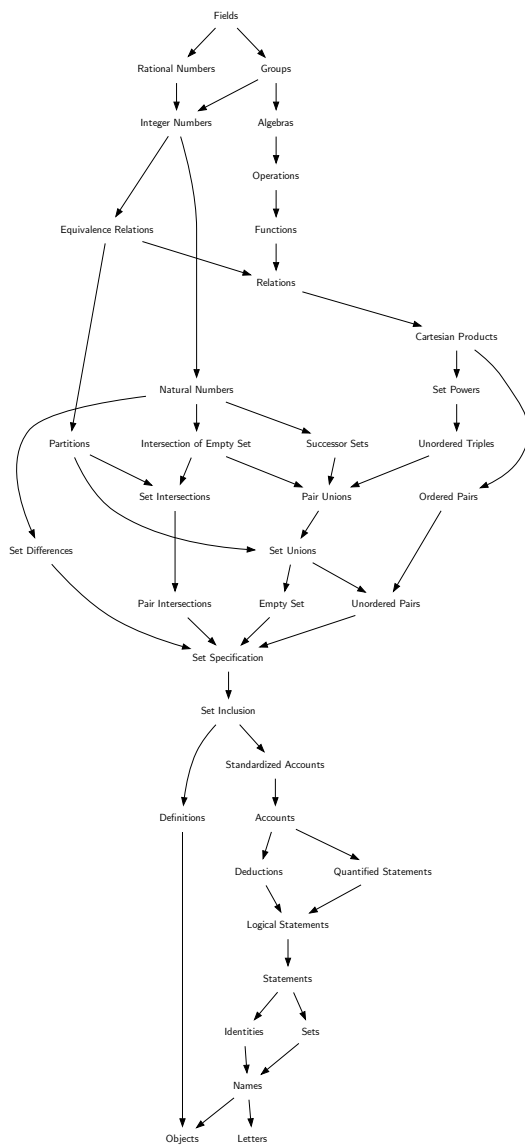 Fields
Rational Numbers Groups
Integer Numbers Algebras
Operations
Equivalence Relations Functions
Relations
Cartesian Products
Natural Numbers Set Powers
Partitions Intersection of Empty Set Successor Sets Unordered Triples
Set Intersections Pair Unions Ordered Pairs
Set Differences Set Unions
Pair Intersections Empty Set Unordered Pairs
Set Specification
Set Inclusion
Standardized Accounts
Definitions Accounts
Deductions Quantified Statements
Logical Statements
Statements
Identities Sets
Names
Objects Letters